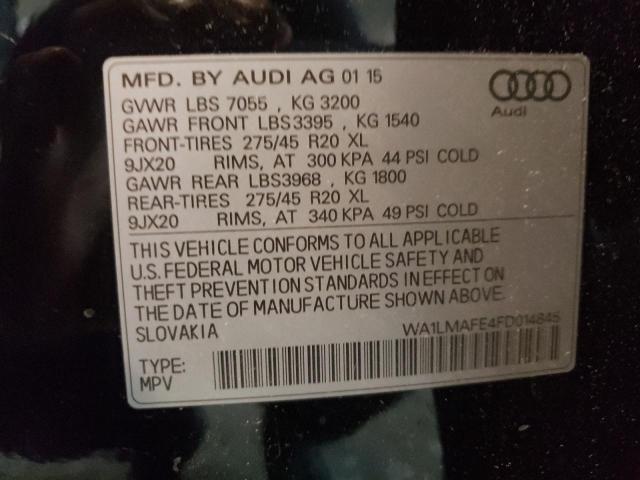 MFD. BY AUDI AG 01 15
Audi
GVWR LBS 7055 , KG 3200
GAWR FRONT LBS3395 , KG 1540
FRONT-TIRES 275/45 R20 XL
9JX20 RIMS, AT 300 KPA 44 PSI COLD
GAWR REAR LBS3968 , KG 1800
REAR-TIRES 275/45 R20 XL
9JX20 RIMS, AT 340 KPA 49 PSI COLD
THIS VEHICLE CONFORMS TO ALL APPLICABLE
U.S. FEDERAL MOTOR VEHICLE SAFETY AND
THEFT PREVENTION STANDARDS IN EFFECT ON
THE DATE OF MANUFACTURE SHOWN ABOVE.
SLOVAKIA WA1LMAFE4FD014845
TYPE:
MPV